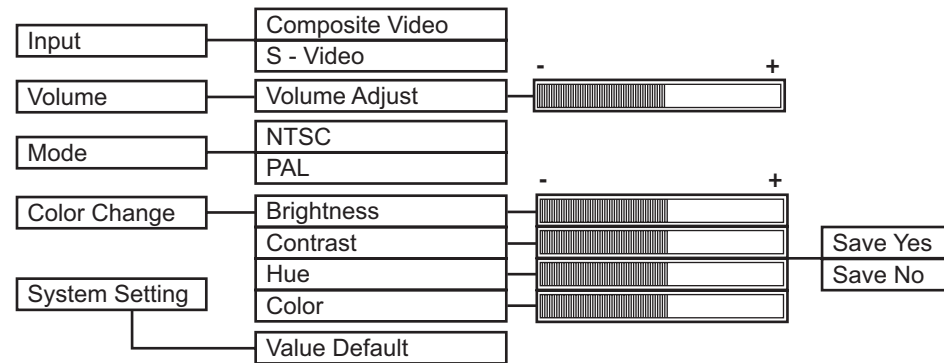 Input
Composite Video
S - Video
- +
Volume
Volume Adjust
Mode
NTSC
PAL
- +
Color Change
Brightness
Contrast
Hue
Color
Save Yes
Save No
System Setting
Value Default